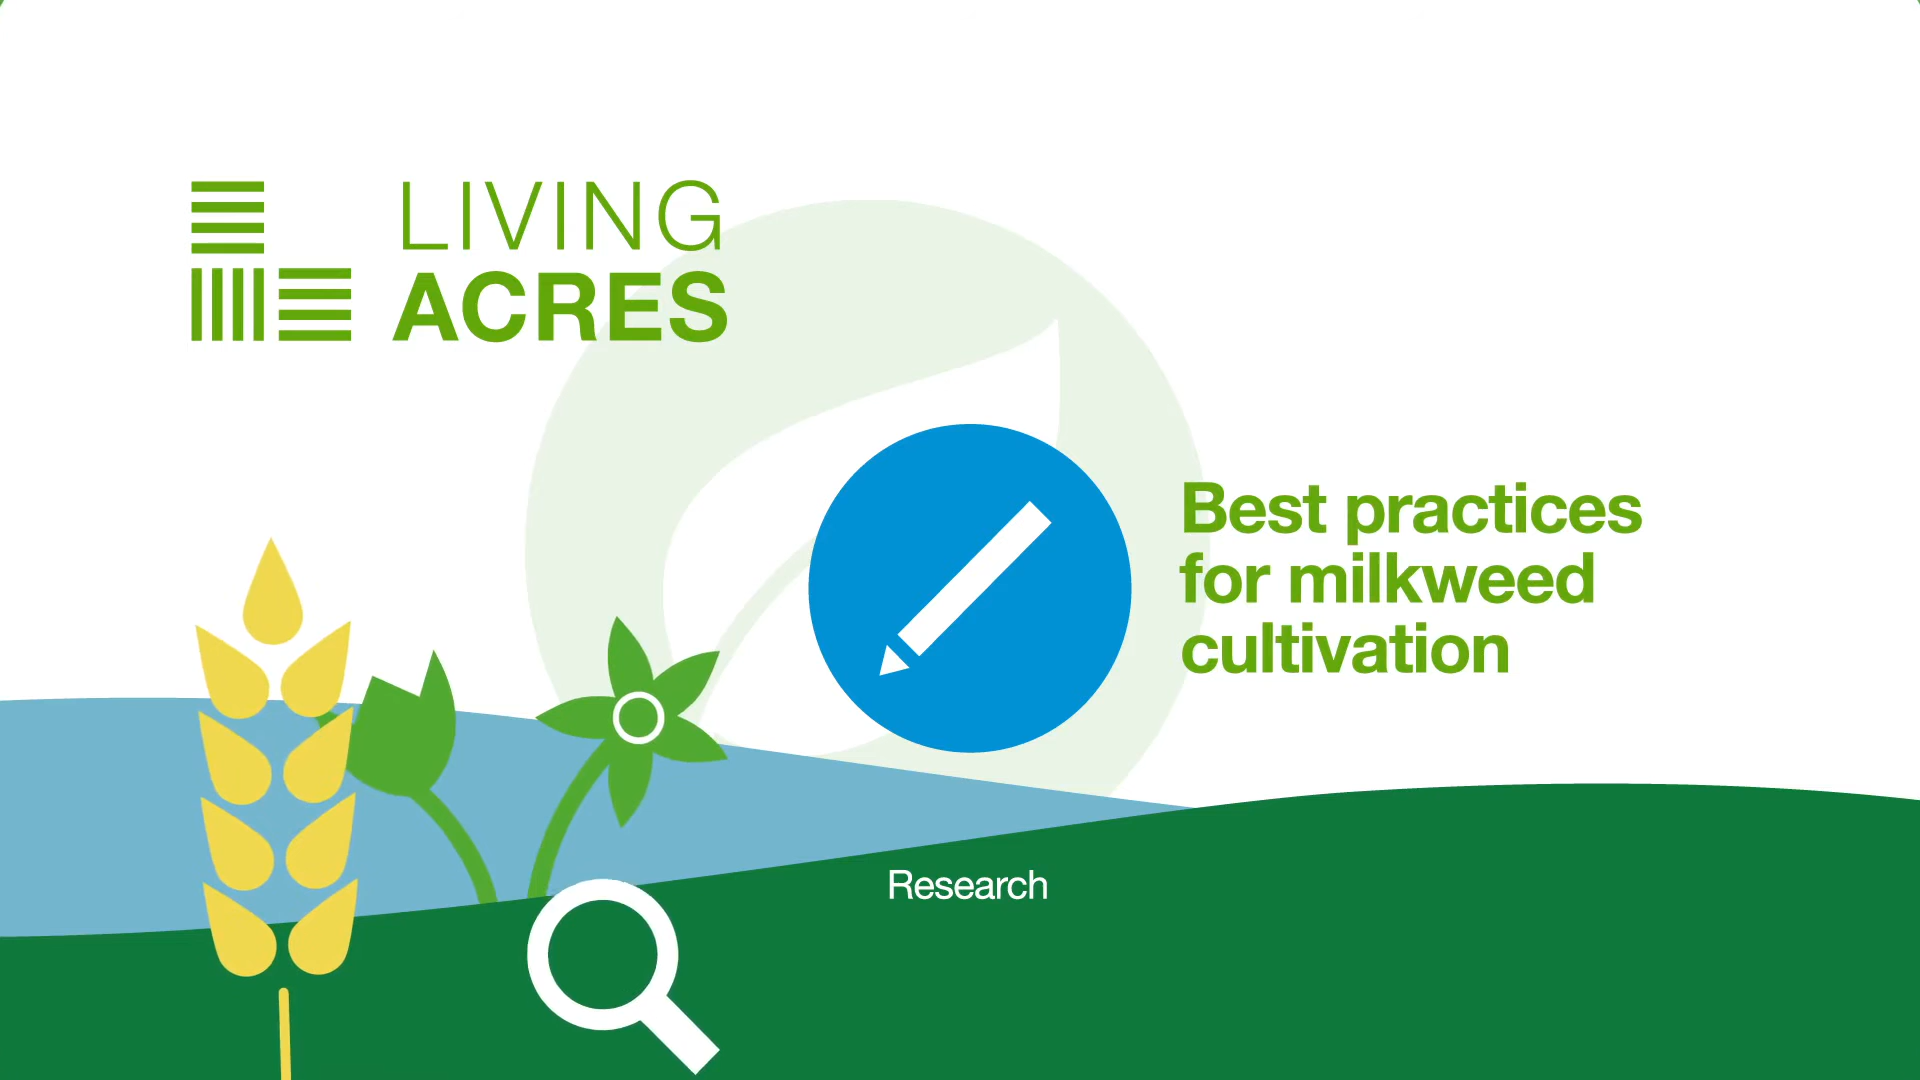 LIVING
ACRES
Best practices
for milkweed
cultivation
Research